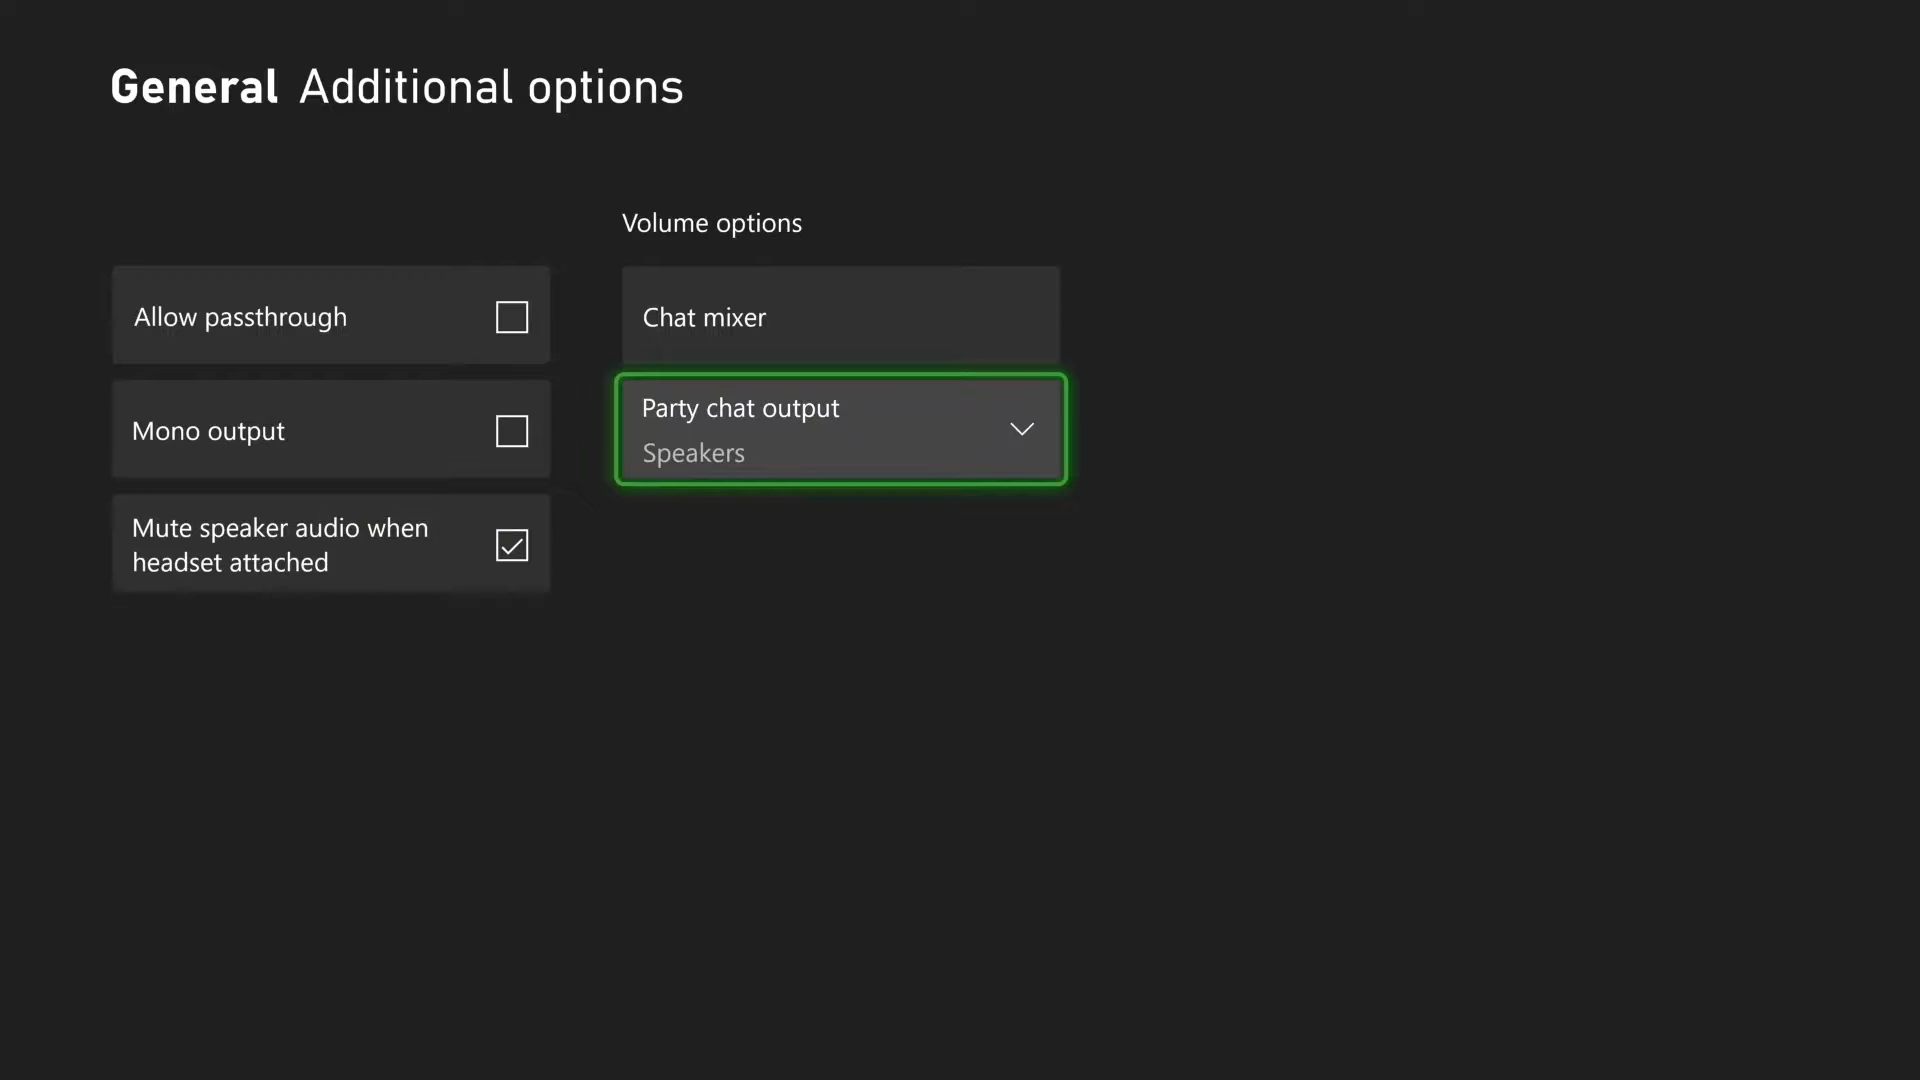 General Additional options
Allow passthrough
Mono output
Mute speaker audio when
headset attached
Volume options
Chat mixer
Party chat output
Speakers